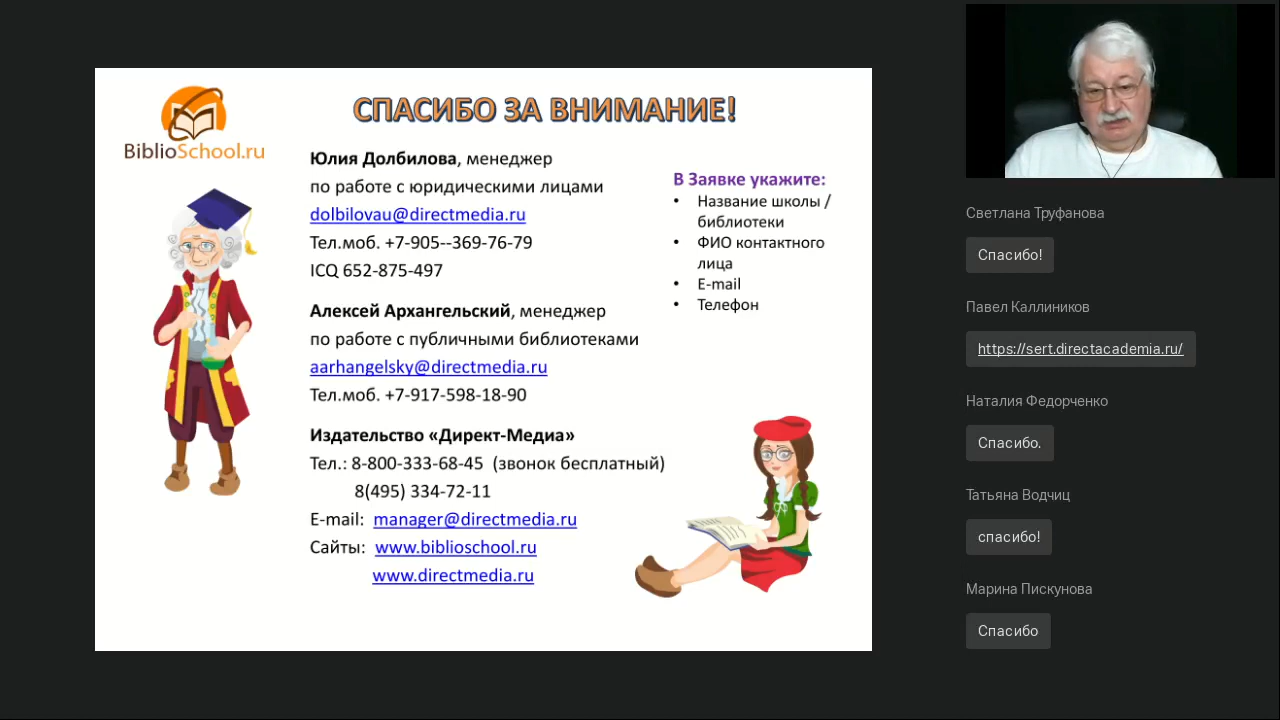 BiblioSchool.ru
СПАСИБО ЗА ВНИМАНИЕ!
Юлия Долбилова, менеджер
по работе с юридическими лицами
dolbilovau@directmedia.ru
Тел.моб. +7-905--369-76-79
ICQ 652-875-497
Алексей Архангельский, менеджер
по работе с публичными библиотеками
aarhangelsky@directmedia.ru
Тел.моб. +7-917-598-18-90
Издательство «Директ-Медиа»
Тел.: 8-800-333-68-45 (звонок бесплатный)
8(495) 334-72-11
E-mail: manager@directmedia.ru
Сайты: www.biblioschool.ru
www.directmedia.ru
В Заявке укажите:
• Название школы /
библиотеки
• ФИО контактного
лица
• E-mail
• Телефон
Светлана Труфанова
Спасибо!
Павел Каллиников
https://sert.directacademia.ru/
Наталия Федорченко
Спасибо.
Татьяна Водчиц
спасибо!
Марина Пискунова
Спасибо